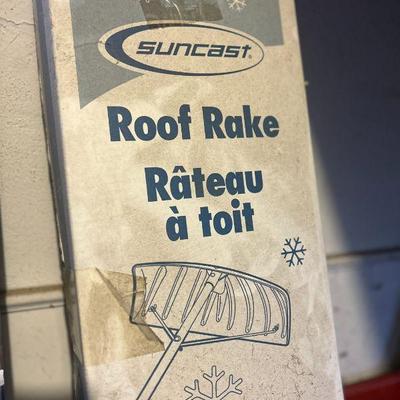 SUNCAST®
Roof Rake
Râteau
à toit